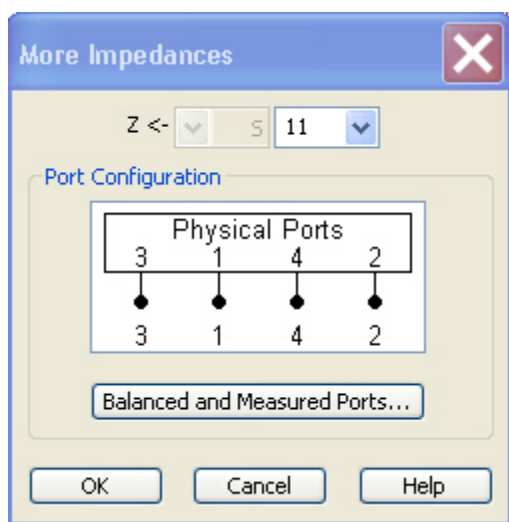 More Impedances
Z <- S 11
Port Configuration
Physical Ports
3 1 4 2
3 1 4 2
Balanced and Measured Ports...
OK Cancel Help